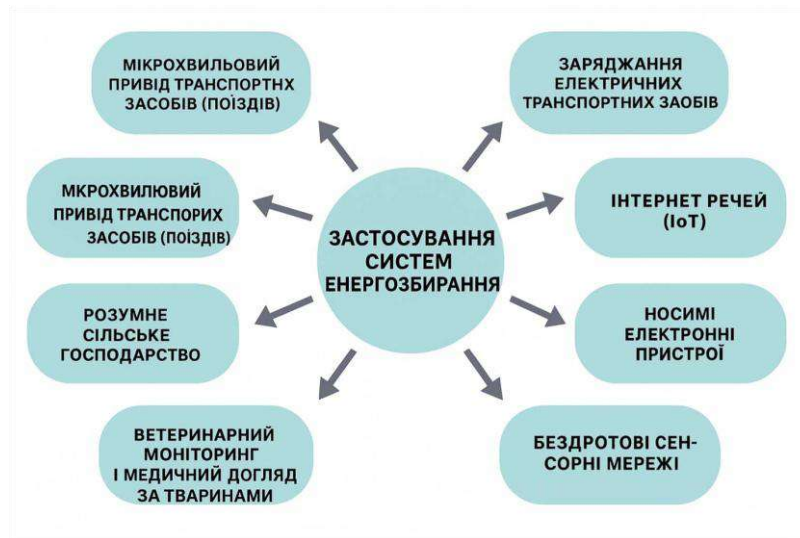 МІКРОХВИЛЬОВИЙ
ПРИВІД ТРАНСПОРТНХ
ЗАСОБІВ (ПОЇЗДІВ)
ЗАРЯДЖАННЯ
ЕЛЕКТРИЧНИХ
ТРАНСПОРТНИХ ЗАОБІВ
МКРОХВИЛЮВИЙ
ПРИВІД ТРАНСПОРИХ
ЗАСОБІВ (ПОЇЗДІВ)
ЗАСТОСУВАННЯ
СИСТЕМ
ЕНЕРГОЗБИРАННЯ
ІНТЕРНЕТ РЕЧЕЙ
(IoT)
РОЗУМНЕ
СІЛЬСЬКЕ
ГОСПОДАРСТВО
НОСИМІ
ЕЛЕКТРОННІ
ПРИСТРОЇ
ВЕТЕРИНАРНИЙ
МОНІТОРИНГ
І МЕДИЧНИЙ ДОГЛЯД
ЗА ТВАРИНАМИ
БЕЗДРОТОВІ СЕН-
СОРНІ МЕРЕЖІ